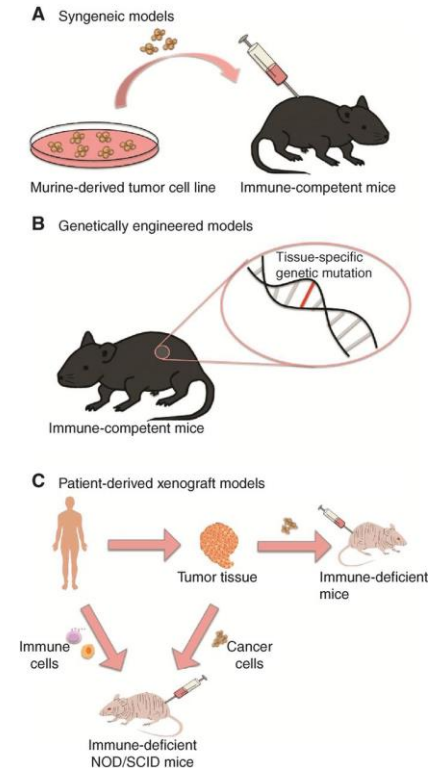 A Syngeneic models
Murine-derived tumor cell line
Immune-competent mice
B Genetically engineered models
Tissue-specific
genetic mutation
Immune-competent mice
C Patient-derived xenograft models
Tumor tissue
Immune-deficient
mice
Immune
cells
Cancer
cells
Immune-deficient
NOD/SCID mice